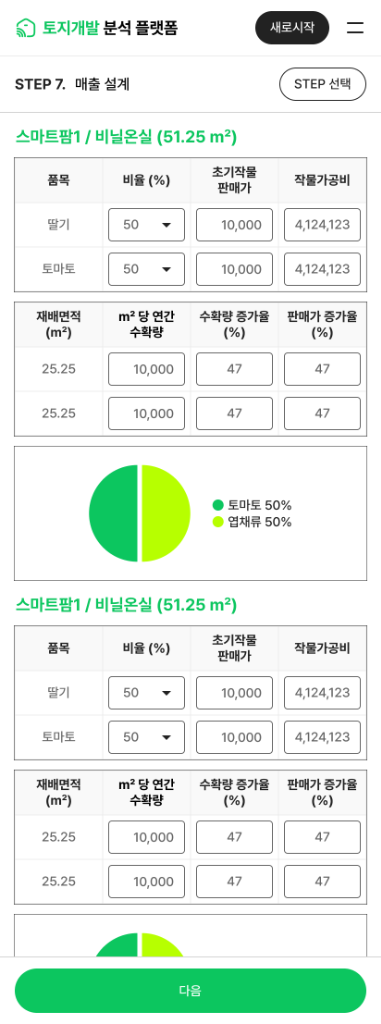 토지개발 분석 플랫폼
새로시작
STEP 7. 매출 설계
STEP 선택
스마트팜1 / 비닐온실 (51.25 m²)
품목 비율 (%) 초기작물 판매가 작물가공비
딸기 50 10,000 4,124,123
토마토 50 10,000 4,124,123
재배면적 (m²) m² 당 연간 수확량 수확량 증가율 (%) 판매가 증가율 (%)
25.25 10,000 47 47
25.25 10,000 47 47
토마토 50%
엽채류 50%
스마트팜1 / 비닐온실 (51.25 m²)
품목 비율 (%) 초기작물 판매가 작물가공비
딸기 50 10,000 4,124,123
토마토 50 10,000 4,124,123
재배면적 (m²) m² 당 연간 수확량 수확량 증가율 (%) 판매가 증가율 (%)
25.25 10,000 47 47
25.25 10,000 47 47
다음